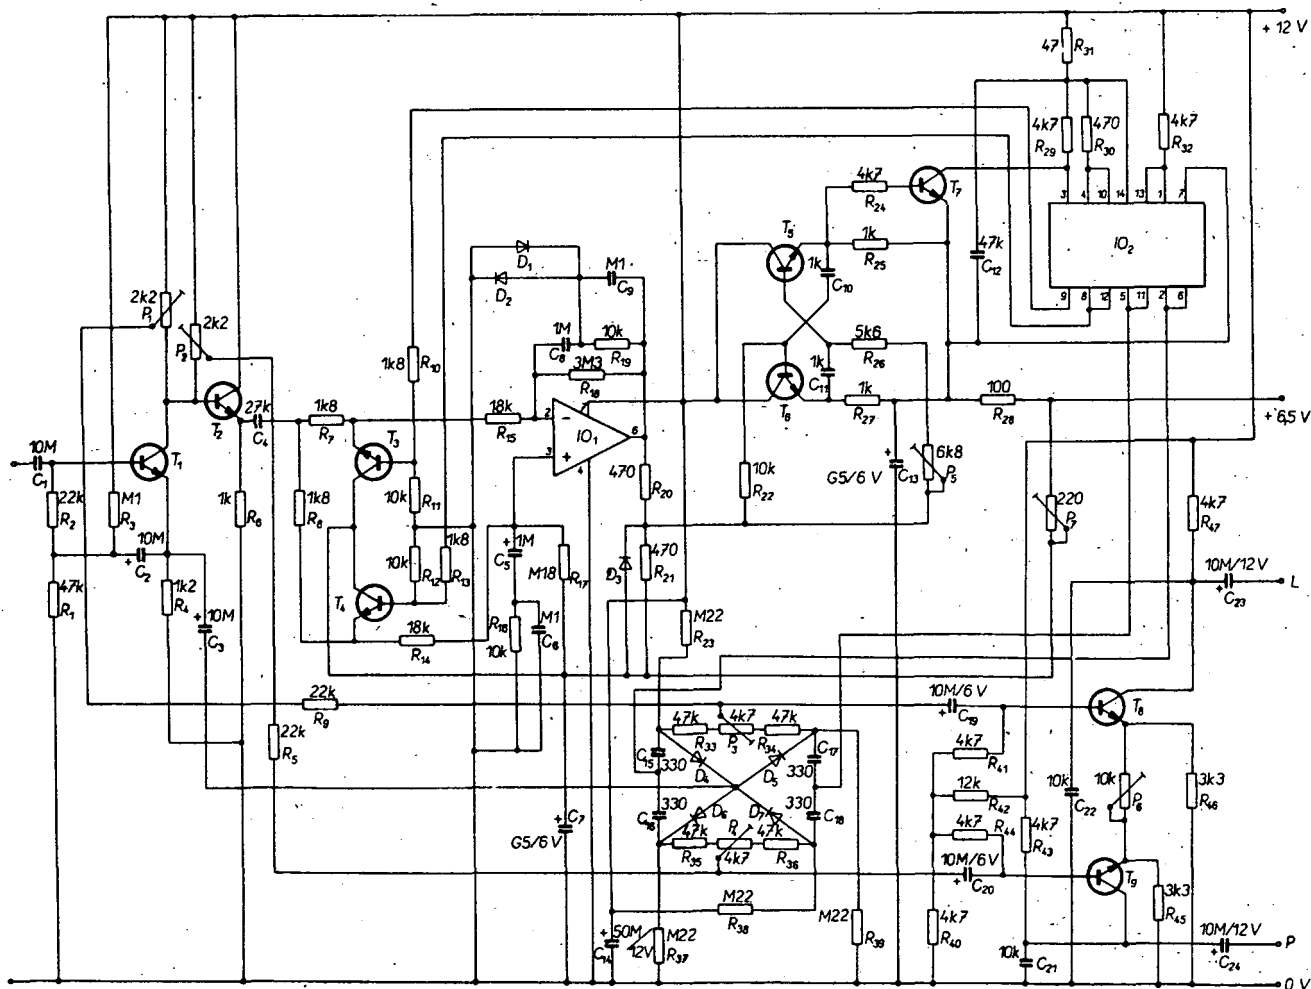 + 12 V
47
R31
4k7
R29
470
R30
4k7
R32
3
4
10
14
13
1
7
IO2
9
8
12
5
11
2
6
4k7
R24
T7
T5
1k
R25
1k
C10
47k
C12
2k2
P1
2k2
P2
D1
D2
M1
C9
1M
C8
10k
R19
3M3
R18
1k8
R10
5k6
R26
1k
C11
T6
1k
R27
100
R28
+ 6,5 V
T2
27k
C4
1k8
R7
T3
18k
R15
2
3
4
6
IO1
10M
C1
T1
22k
R2
M1
R3
1k
R6
1k8
R8
10k
R11
470
R20
10k
R22
G5/6 V
C13
6k8
P5
220
P7
4k7
R47
10M
C2
47k
R1
1k2
R4
10M
C3
T4
10k
R12
1k8
R13
1M
C5
M18
R17
D3
470
R21
10M/12V
C23
L
18k
R14
R16
10k
M1
C6
M22
R23
22k
R9
22k
R5
47k
R33
4k7
P3
47k
R34
C15
330
D4
D5
C17
330
10M/6 V
C19
T8
4k7
R41
12k
R42
4k7
R44
4k7
R43
10k
C22
10k
P6
3k3
R46
C7
G5/6 V
330
C16
D6
D7
330
C18
47k
R35
P4
4k7
47k
R36
10M/6 V
C20
T9
3k3
R45
M22
R38
50M
12V
C14
M22
R37
M22
R39
4k7
R40
10k
C21
10M/12V
C24
P
0 V